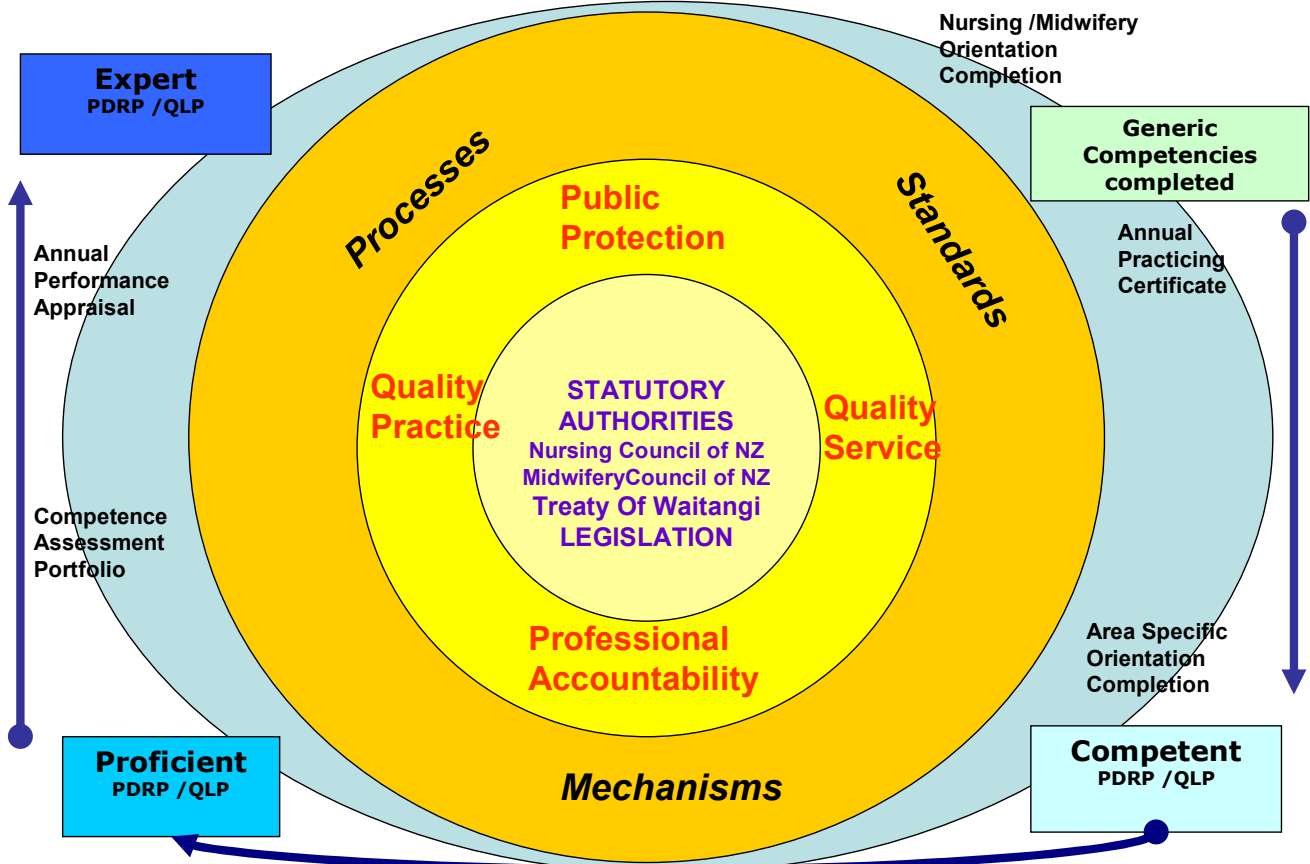 Nursing /Midwifery
Orientation
Completion
Expert
PDRP /QLP
Generic
Competencies
completed
Processes
Standards
Public
Protection
Annual
Performance
Appraisal
Annual
Practicing
Certificate
Quality
Practice
STATUTORY
AUTHORITIES
Nursing Council of NZ
MidwiferyCouncil of NZ
Treaty Of Waitangi
LEGISLATION
Quality
Service
Competence
Assessment
Portfolio
Professional
Accountability
Area Specific
Orientation
Completion
Proficient
PDRP /QLP
Mechanisms
Competent
PDRP /QLP